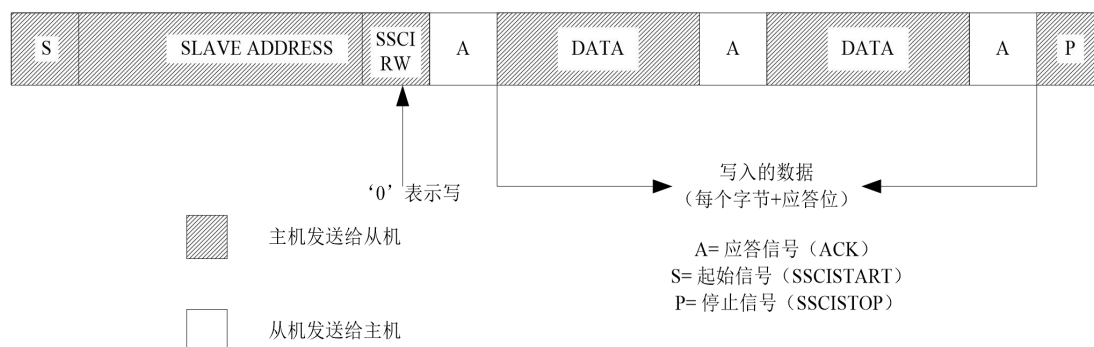 S SLAVE ADDRESS SSCI RW A DATA A DATA A P
‘0’表示写
写入的数据
（每个字节+应答位）
主机发送给从机
A= 应答信号（ACK）
S= 起始信号（SSCISTART）
P= 停止信号（SSCISTOP）
从机发送给主机